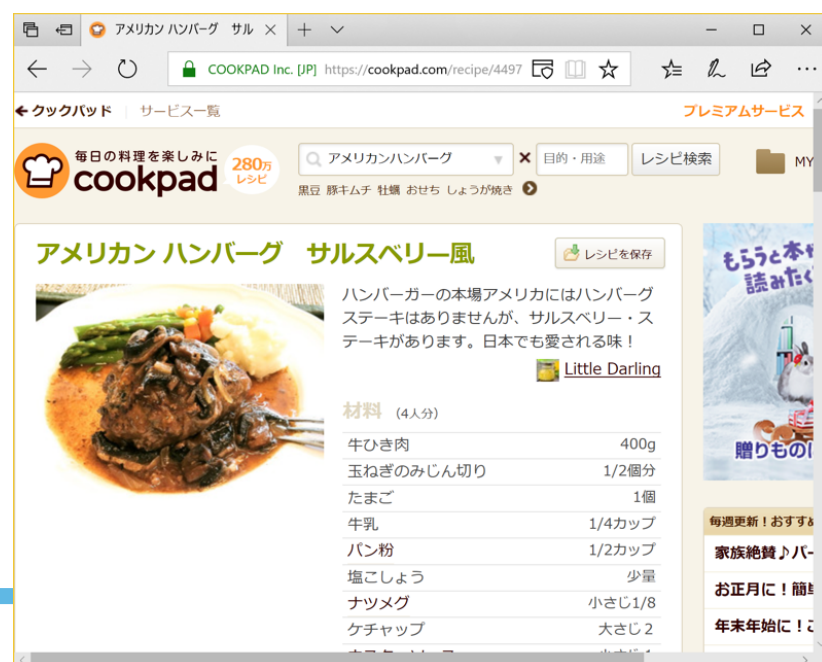 アメリカン ハンバーグ　サル
COOKPAD Inc. [JP] https://cookpad.com/recipe/4497
クックパッド サービス一覧 プレミアムサービス
毎日の料理を楽しみに
cookpad
280万
レシピ
アメリカンハンバーグ
目的・用途
レシピ検索
MY
黒豆 豚キムチ 牡蠣 おせち しょうが焼き
アメリカン ハンバーグ　サルスベリー風
レシピを保存
ハンバーガーの本場アメリカにはハンバーグ
ステーキはありませんが、サルスベリー・ス
テーキがあります。日本でも愛される味！
Little Darling
材料 （4人分）
牛ひき肉 400g
玉ねぎのみじん切り 1/2個分
たまご 1個
牛乳 1/4カップ
パン粉 1/2カップ
塩こしょう 少量
ナツメグ 小さじ1/8
ケチャップ 大さじ２
もらうと本
読みた
贈りもの
毎週更新！おすす
家族絶賛♪パー
お正月に！簡
年末年始に！